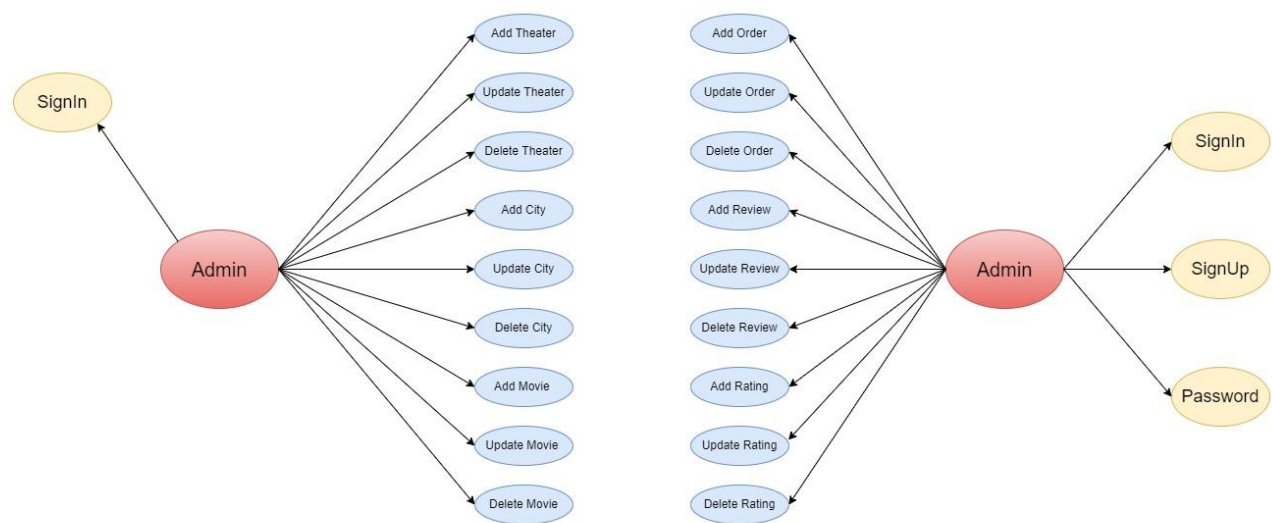 Add Theater
Add Order
SignIn
Update Theater
Update Order
Delete Theater
Delete Order
SignIn
Add City
Add Review
Admin
Update City
Update Review
Admin
SignUp
Delete City
Delete Review
Add Movie
Add Rating
Password
Update Movie
Update Rating
Delete Movie
Delete Rating